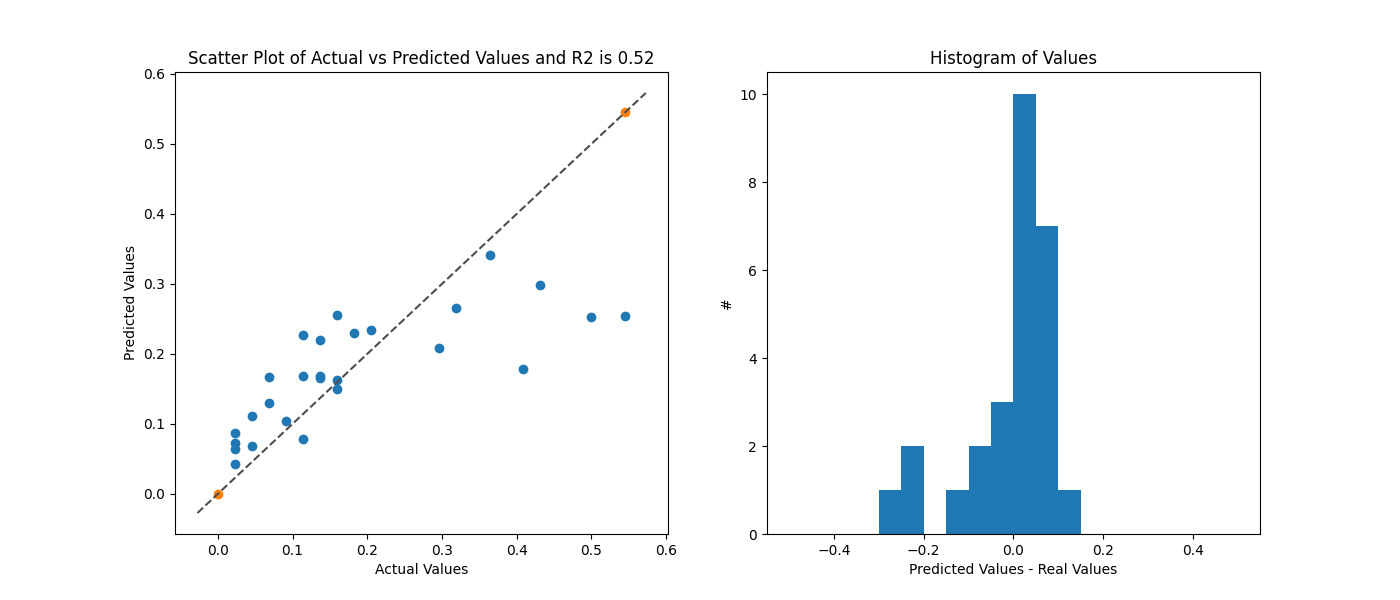 Scatter Plot of Actual vs Predicted Values and R2 is 0.52
0.6
0.5
0.4
0.3
0.2
0.1
0.0
Predicted Values
0.0 0.1 0.2 0.3 0.4 0.5 0.6
Actual Values
Histogram of Values
10
8
6
4
2
0
#
−0.4 −0.2 0.0 0.2 0.4
Predicted Values - Real Values